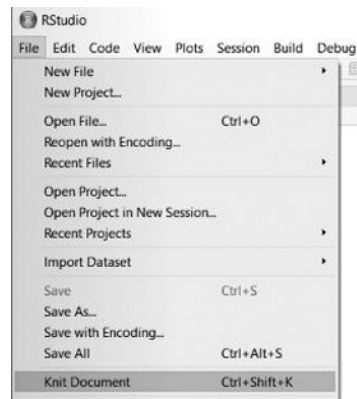 RStudio
File Edit Code View Plots Session Build Debug
New File
New Project...
Open File... Ctrl+O
Reopen with Encoding...
Recent Files
Open Project...
Open Project in New Session...
Recent Projects
Import Dataset
Save Ctrl+S
Save As...
Save with Encoding...
Save All Ctrl+Alt+S
Knit Document Ctrl+Shift+K